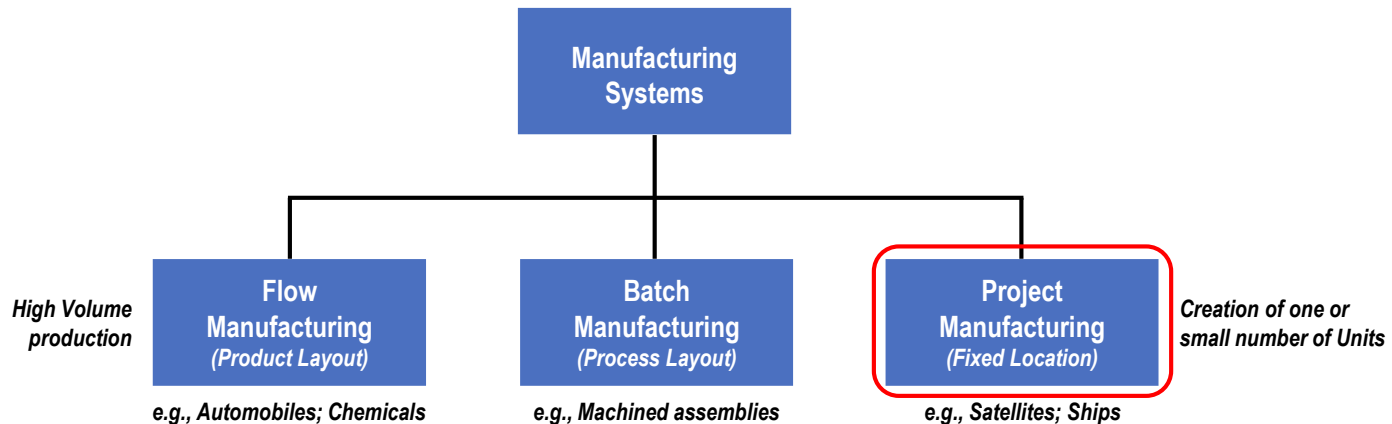 Manufacturing
Systems
High Volume
production
Flow
Manufacturing
(Product Layout)
e.g., Automobiles; Chemicals
Batch
Manufacturing
(Process Layout)
e.g., Machined assemblies
Project
Manufacturing
(Fixed Location)
e.g., Satellites; Ships
Creation of one or
small number of Units